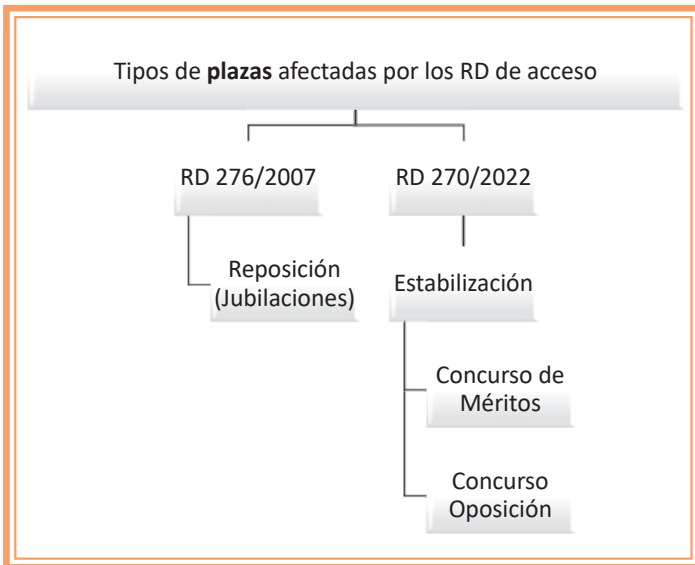 Tipos de plazas afectadas por los RD de acceso
RD 276/2007
RD 270/2022
Reposición
(Jubilaciones)
Estabilización
Concurso de
Méritos
Concurso
Oposición